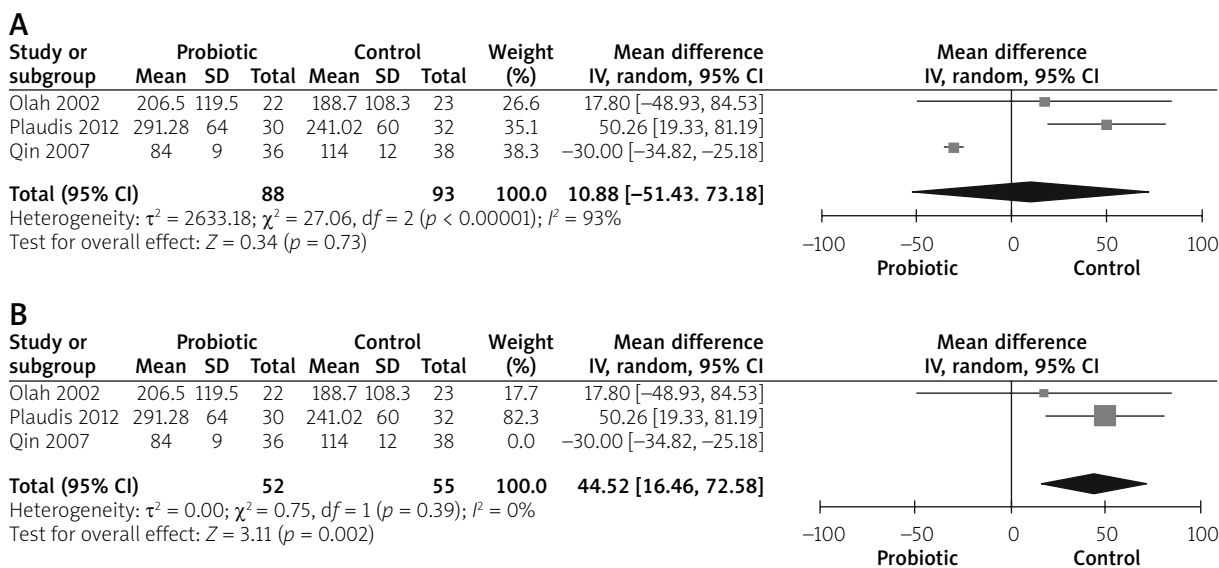 A
Study or Probiotic Control Weight Mean difference Mean difference
subgroup Mean SD Total Mean SD Total (%) IV, random, 95% CI IV, random, 95% CI
Olah 2002 206.5 119.5 22 188.7 108.3 23 26.6 17.80 [−48.93, 84.53]
Plaudis 2012 291.28 64 30 241.02 60 32 35.1 50.26 [19.33, 81.19]
Qin 2007 84 9 36 114 12 38 38.3 −30.00 [−34.82, −25.18]
Total (95% CI) 88 93 100.0 10.88 [−51.43. 73.18]
Heterogeneity: τ² = 2633.18; χ² = 27.06, df = 2 (p < 0.00001); I² = 93%
Test for overall effect: Z = 0.34 (p = 0.73)
−100 −50 0 50 100
Probiotic Control
B
Study or Probiotic Control Weight Mean difference Mean difference
subgroup Mean SD Total Mean SD Total (%) IV, random, 95% CI IV, random, 95% CI
Olah 2002 206.5 119.5 22 188.7 108.3 23 17.7 17.80 [−48.93, 84.53]
Plaudis 2012 291.28 64 30 241.02 60 32 82.3 50.26 [19.33, 81.19]
Qin 2007 84 9 36 114 12 38 0.0 −30.00 [−34.82, −25.18]
Total (95% CI) 52 55 100.0 44.52 [16.46, 72.58]
Heterogeneity: τ² = 0.00; χ² = 0.75, df = 1 (p = 0.39); I² = 0%
Test for overall effect: Z = 3.11 (p = 0.002)
−100 −50 0 50 100
Probiotic Control